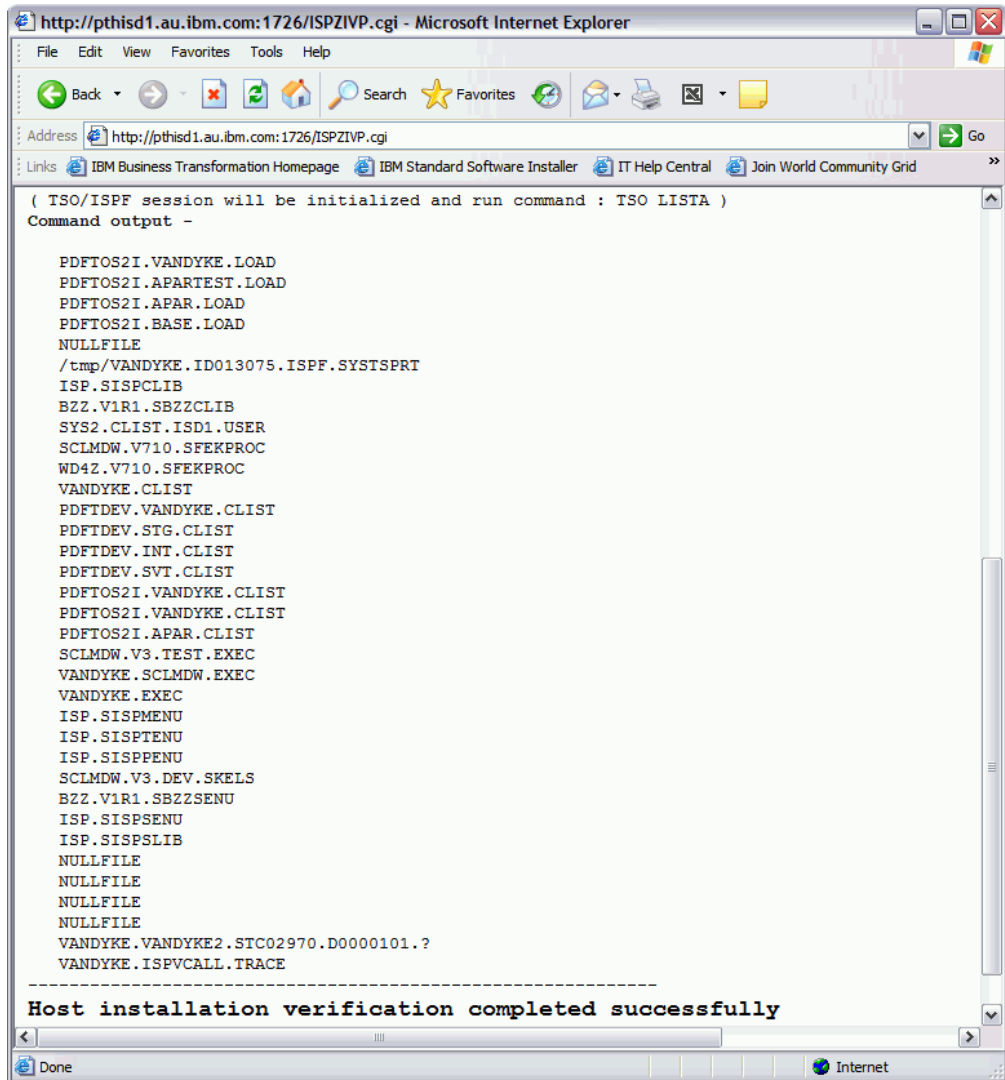 http://pthisd1.au.ibm.com:1726/ISPZIVP.cgi - Microsoft Internet Explorer
File Edit View Favorites Tools Help
Back Search Favorites
Address http://pthisd1.au.ibm.com:1726/ISPZIVP.cgi Go
Links IBM Business Transformation Homepage IBM Standard Software Installer IT Help Central Join World Community Grid »
( TSO/ISPF session will be initialized and run command : TSO LISTA )
Command output -
PDFTOS2I.VANDYKE.LOAD
PDFTOS2I.APARTEST.LOAD
PDFTOS2I.APAR.LOAD
PDFTOS2I.BASE.LOAD
NULLFILE
/tmp/VANDYKE.ID013075.ISPF.SYSTSPRT
ISP.SISPCLIB
BZZ.V1R1.SBZZCLIB
SYS2.CLIST.ISD1.USER
SCLMDW.V710.SFEKPROC
WD4Z.V710.SFEKPROC
VANDYKE.CLIST
PDFTDEV.VANDYKE.CLIST
PDFTDEV.STG.CLIST
PDFTDEV.INT.CLIST
PDFTDEV.SVT.CLIST
PDFTOS2I.VANDYKE.CLIST
PDFTOS2I.VANDYKE.CLIST
PDFTOS2I.APAR.CLIST
SCLMDW.V3.TEST.EXEC
VANDYKE.SCLMDW.EXEC
VANDYKE.EXEC
ISP.SISPMENU
ISP.SISPTENU
ISP.SISPPENU
SCLMDW.V3.DEV.SKELS
BZZ.V1R1.SBZZSENU
ISP.SISPSENU
ISP.SISPSLIB
NULLFILE
NULLFILE
NULLFILE
NULLFILE
VANDYKE.VANDYKE2.STC02970.D0000101.?
VANDYKE.ISPVCALL.TRACE
-------------------------------------------------------------
Host installation verification completed successfully
Done Internet